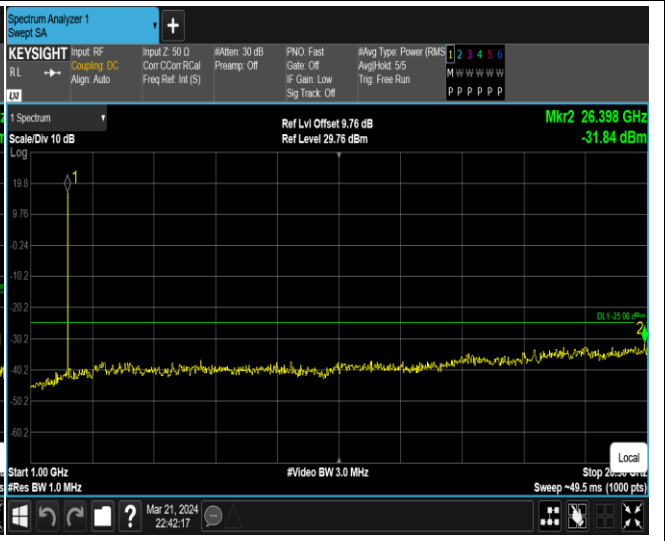 Spectrum Analyzer 1
Swept SA
+
KEYSIGHT Input: RF
RL Coupling: DC
Align: Auto
LXI
Input Z: 50 Ω
Corr CCorr RCal
Freq Ref: Int (S)
#Atten: 30 dB
Preamp: Off
PNO: Fast
Gate: Off
IF Gain: Low
Sig Track: Off
#Avg Type: Power (RMS
Avg|Hold: 5/5
Trig: Free Run
1 2 3 4 5 6
M W W W W W
P P P P P P
1 Spectrum
Scale/Div 10 dB
Ref Lvl Offset 9.76 dB
Ref Level 29.76 dBm
Mkr2 26.398 GHz
-31.84 dBm
Log
1
19.8
9.76
-0.24
-10.2
-20.2
DL1 -25.00 dBm
2
-30.2
-40.2
-50.2
-60.2
Local
Start 1.00 GHz
#Video BW 3.0 MHz
Stop
#Res BW 1.0 MHz
Sweep ~49.5 ms (1000 pts)
?
Mar 21, 2024
22:42:17